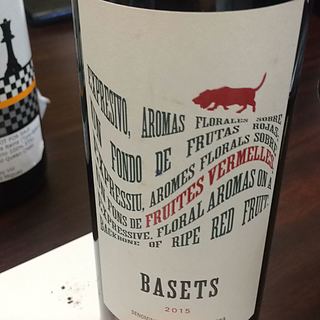 EXPRESIVO, AROMAS FLORALES SOBRE
UN FONDO DE FRUTAS ROJAS.
EXPRESSIU, AROMES FLORALS SOBRE
UN FONS DE FRUITES VERMELLES.
EXPRESSIVE, FLORAL AROMAS ON A
BACKBONE OF RIPE RED FRUIT.
BASETS
2015